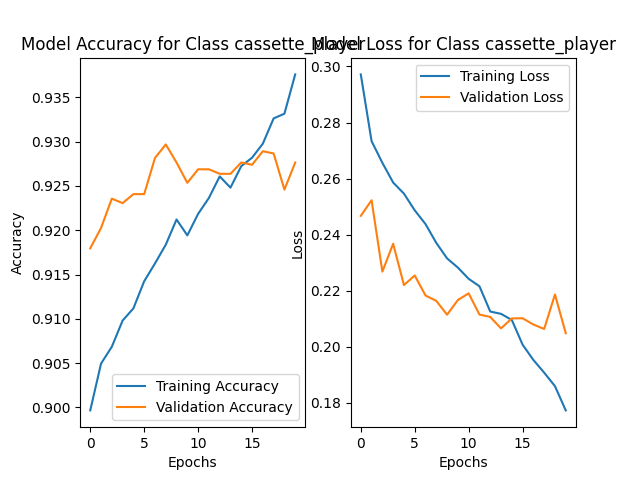 Model Accuracy for Class cassette_player
Model Loss for Class cassette_player
Accuracy
0.935
0.930
0.925
0.920
0.915
0.910
0.905
0.900
Training Accuracy
Validation Accuracy
0 5 10 15
Epochs
Loss
0.30
0.28
0.26
0.24
0.22
0.20
0.18
Training Loss
Validation Loss
0 5 10 15
Epochs